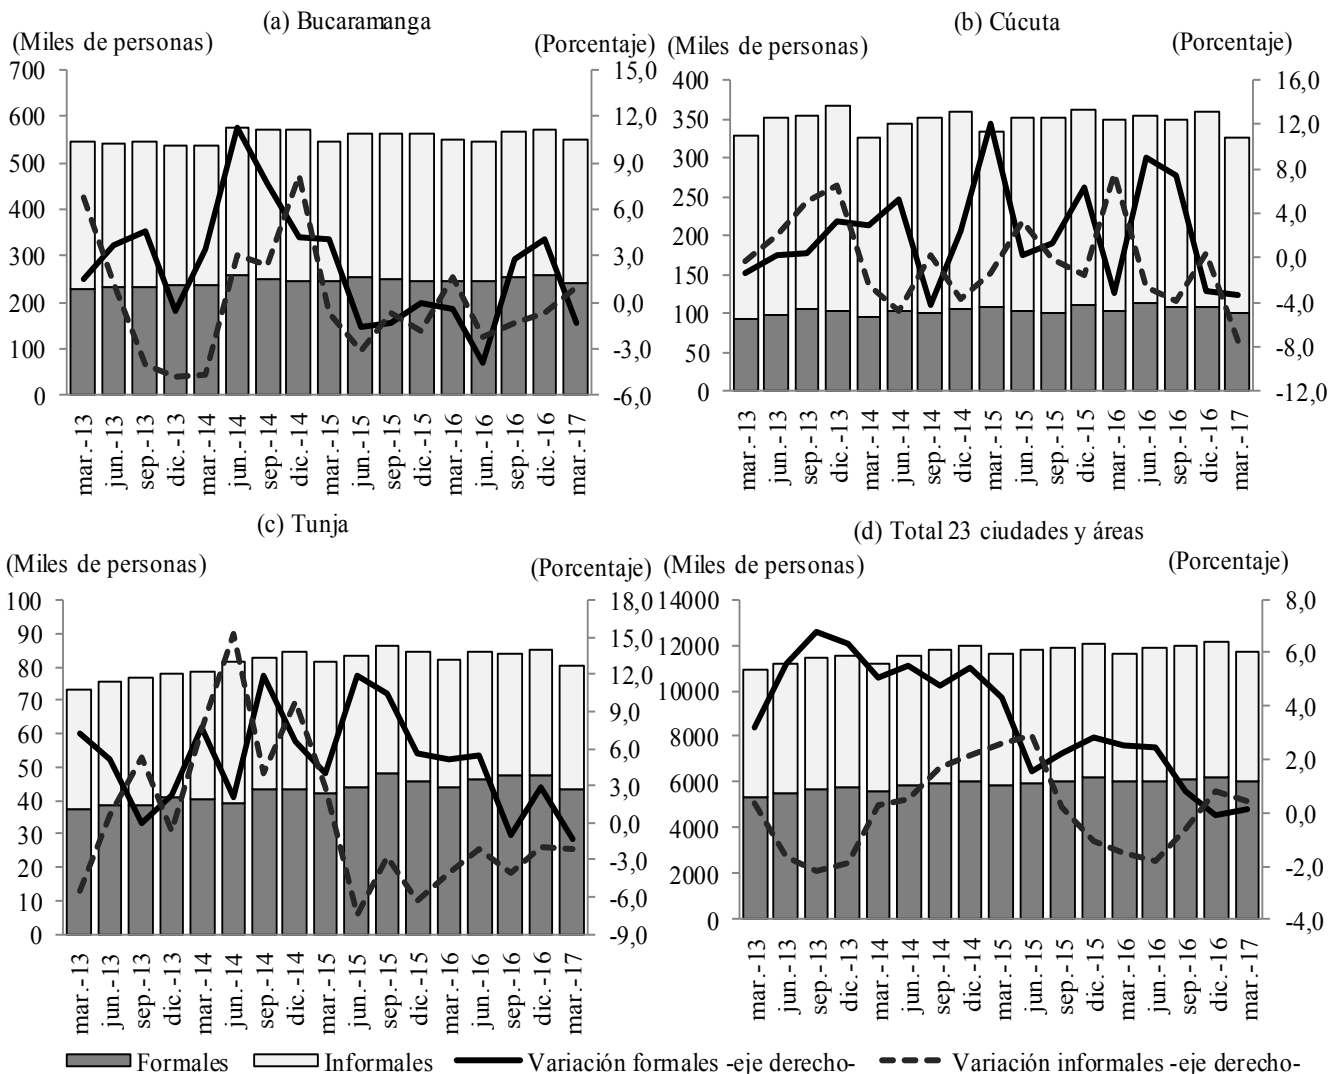 (a) Bucaramanga
(Miles de personas) (Porcentaje)
700 600 500 400 300 200 100 0
15,0 12,0 9,0 6,0 3,0 0,0 -3,0 -6,0
mar.-13 jun.-13 sep.-13 dic.-13 mar.-14 jun.-14 sep.-14 dic.-14 mar.-15 jun.-15 sep.-15 dic.-15 mar.-16 jun.-16 sep.-16 dic.-16 mar.-17
(b) Cúcuta
(Miles de personas) (Porcentaje)
400 350 300 250 200 150 100 50 0
16,0 12,0 8,0 4,0 0,0 -4,0 -8,0 -12,0
mar.-13 jun.-13 sep.-13 dic.-13 mar.-14 jun.-14 sep.-14 dic.-14 mar.-15 jun.-15 sep.-15 dic.-15 mar.-16 jun.-16 sep.-16 dic.-16 mar.-17
(c) Tunja
(Miles de personas) (Porcentaje)
100 90 80 70 60 50 40 30 20 10 0
18,0 15,0 12,0 9,0 6,0 3,0 0,0 -3,0 -6,0 -9,0
mar.-13 jun.-13 sep.-13 dic.-13 mar.-14 jun.-14 sep.-14 dic.-14 mar.-15 jun.-15 sep.-15 dic.-15 mar.-16 jun.-16 sep.-16 dic.-16 mar.-17
(d) Total 23 ciudades y áreas
(Miles de personas) (Porcentaje)
14000 12000 10000 8000 6000 4000 2000 0
8,0 6,0 4,0 2,0 0,0 -2,0 -4,0
mar.-13 jun.-13 sep.-13 dic.-13 mar.-14 jun.-14 sep.-14 dic.-14 mar.-15 jun.-15 sep.-15 dic.-15 mar.-16 jun.-16 sep.-16 dic.-16 mar.-17
Formales Informales Variación formales -eje derecho- Variación informales -eje derecho-